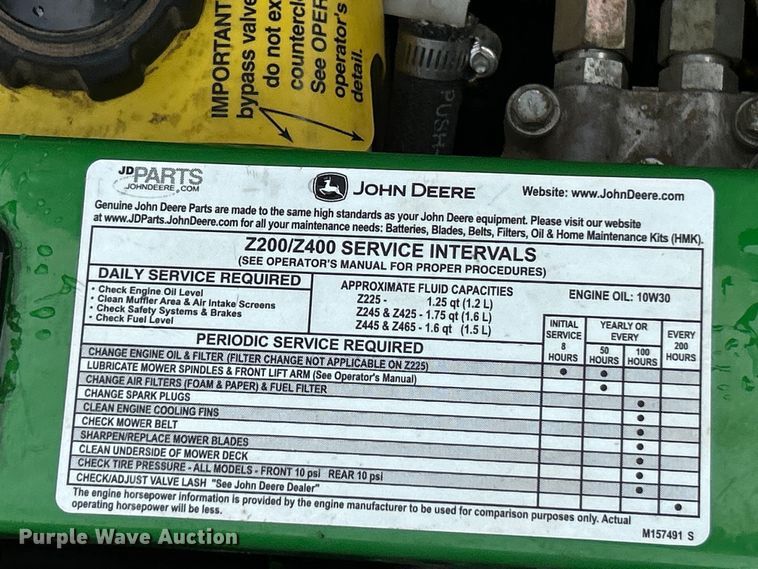 IMPORTANT
bypass valve
do not ex
countercl
See OPER
operator's
detail.
PUSH
JD PARTS
JOHNDEERE.COM
JOHN DEERE
Website: www.JohnDeere.com
Genuine John Deere Parts are made to the same high standards as your John Deere equipment. Please visit our website
at www.JDParts.JohnDeere.com for all your maintenance needs: Batteries, Blades, Belts, Filters, Oil & Home Maintenance Kits (HMK).
Z200/Z400 SERVICE INTERVALS
(SEE OPERATOR'S MANUAL FOR PROPER PROCEDURES)
DAILY SERVICE REQUIRED
• Check Engine Oil Level
• Clean Muffler Area & Air Intake Screens
• Check Safety Systems & Brakes
• Check Fuel Level
APPROXIMATE FLUID CAPACITIES
Z225 - 1.25 qt (1.2 L)
Z245 & Z425 - 1.75 qt (1.6 L)
Z445 & Z465 - 1.6 qt (1.5 L)
ENGINE OIL: 10W30
PERIODIC SERVICE REQUIRED
INITIAL SERVICE 8 HOURS
YEARLY OR EVERY
50 HOURS
100 HOURS
EVERY 200 HOURS
CHANGE ENGINE OIL & FILTER (FILTER CHANGE NOT APPLICABLE ON Z225)
LUBRICATE MOWER SPINDLES & FRONT LIFT ARM (See Operator's Manual)
CHANGE AIR FILTERS (FOAM & PAPER) & FUEL FILTER
CHANGE SPARK PLUGS
CLEAN ENGINE COOLING FINS
CHECK MOWER BELT
SHARPEN/REPLACE MOWER BLADES
CLEAN UNDERSIDE OF MOWER DECK
CHECK TIRE PRESSURE - ALL MODELS - FRONT 10 psi REAR 10 psi
CHECK/ADJUST VALVE LASH "See John Deere Dealer"
The engine horsepower information is provided by the engine manufacturer to be used for comparison purposes only. Actual
operating horsepower will be less.
M157491 S
Purple Wave Auction